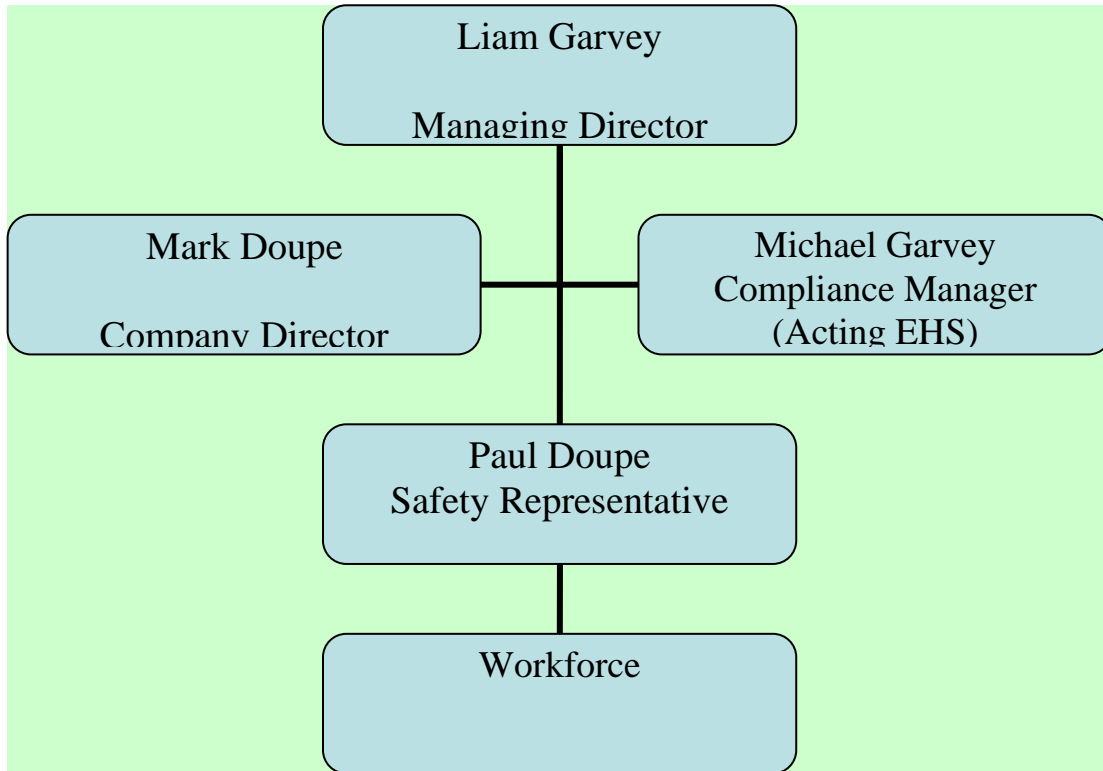 Liam Garvey
Managing Director
Mark Doupe
Company Director
Michael Garvey
Compliance Manager
(Acting EHS)
Paul Doupe
Safety Representative
Workforce